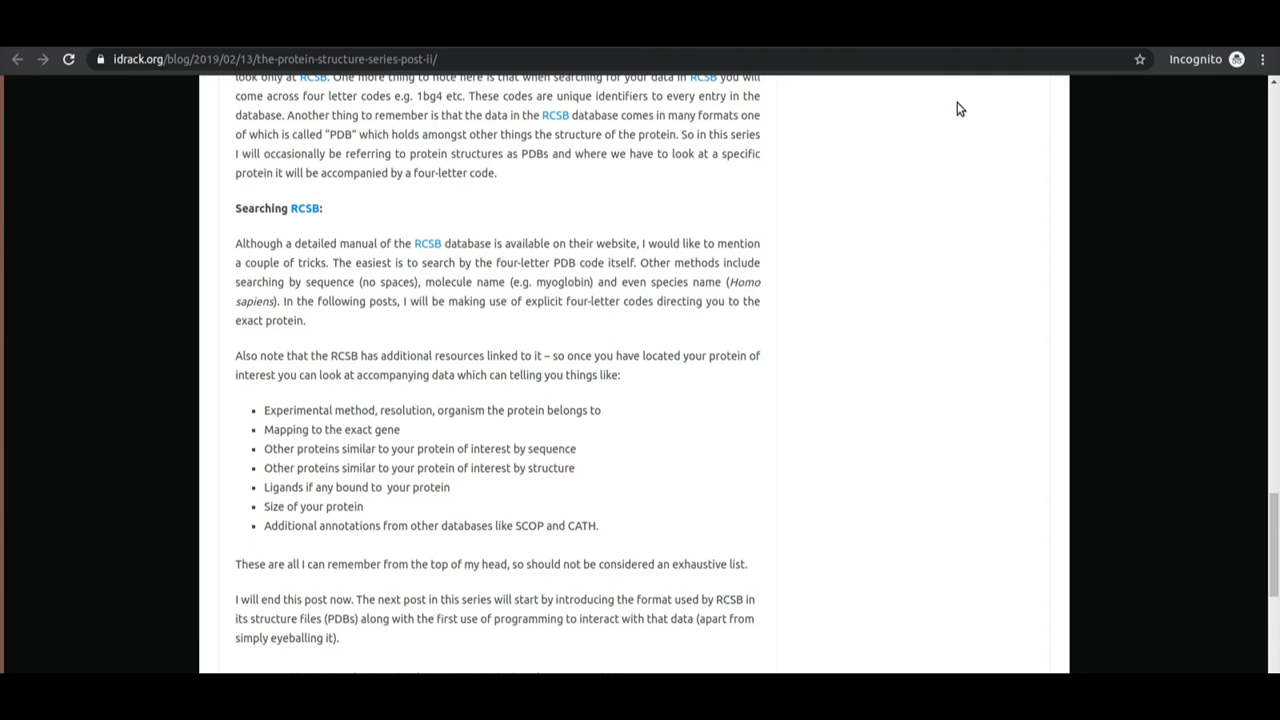 idrack.org/blog/2019/02/13/the-protein-structure-series-post-ii/
Incognito
look only at RCSB. One more thing to note here is that when searching for your data in RCSB you will
come across four letter codes e.g. 1bg4 etc. These codes are unique identifiers to every entry in the
database. Another thing to remember is that the data in the RCSB database comes in many formats one
of which is called “PDB” which holds amongst other things the structure of the protein. So in this series
I will occasionally be referring to protein structures as PDBs and where we have to look at a specific
protein it will be accompanied by a four-letter code.
Searching RCSB:
Although a detailed manual of the RCSB database is available on their website, I would like to mention
a couple of tricks. The easiest is to search by the four-letter PDB code itself. Other methods include
searching by sequence (no spaces), molecule name (e.g. myoglobin) and even species name (Homo
sapiens). In the following posts, I will be making use of explicit four-letter codes directing you to the
exact protein.
Also note that the RCSB has additional resources linked to it – so once you have located your protein of
interest you can look at accompanying data which can telling you things like:
Experimental method, resolution, organism the protein belongs to
Mapping to the exact gene
Other proteins similar to your protein of interest by sequence
Other proteins similar to your protein of interest by structure
Ligands if any bound to your protein
Size of your protein
Additional annotations from other databases like SCOP and CATH.
These are all I can remember from the top of my head, so should not be considered an exhaustive list.
I will end this post now. The next post in this series will start by introducing the format used by RCSB in
its structure files (PDBs) along with the first use of programming to interact with that data (apart from
simply eyeballing it).